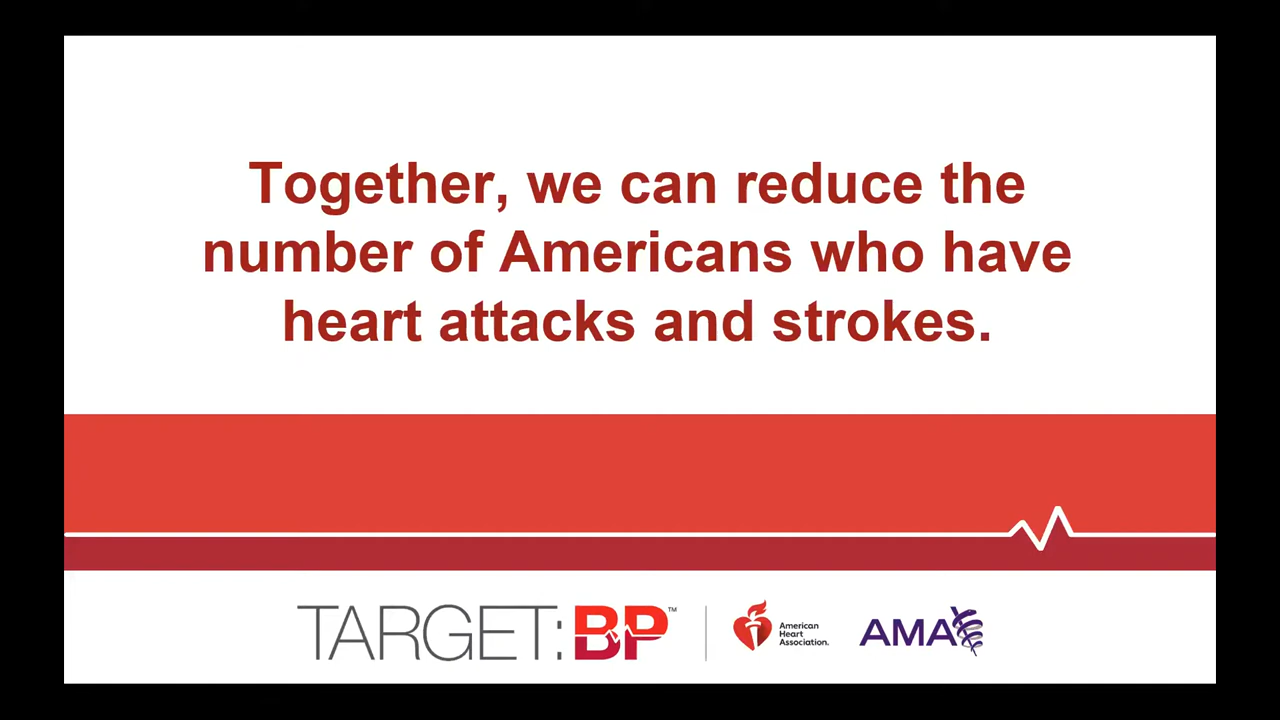 Together, we can reduce the
number of Americans who have
heart attacks and strokes.
TARGET:BP™
American
Heart
Association.
AMA